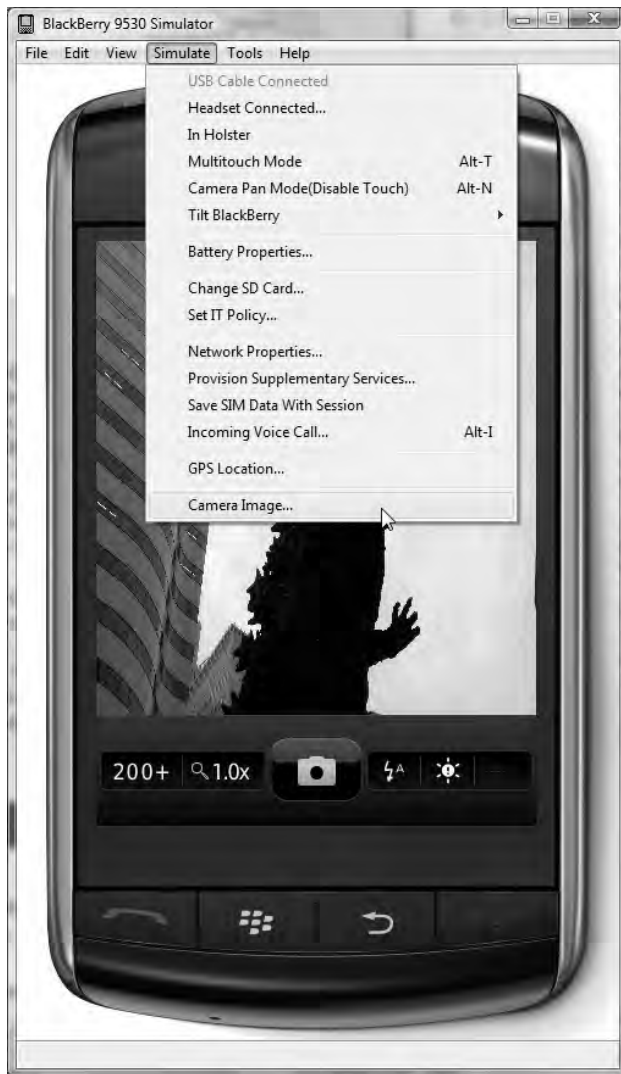 BlackBerry 9530 Simulator
File Edit View Simulate Tools Help
USB Cable Connected
Headset Connected...
In Holster
Multitouch Mode Alt-T
Camera Pan Mode(Disable Touch) Alt-N
Tilt BlackBerry
Battery Properties...
Change SD Card...
Set IT Policy...
Network Properties...
Provision Supplementary Services...
Save SIM Data With Session
Incoming Voice Call... Alt-I
GPS Location...
Camera Image...
200+ 1.0x A